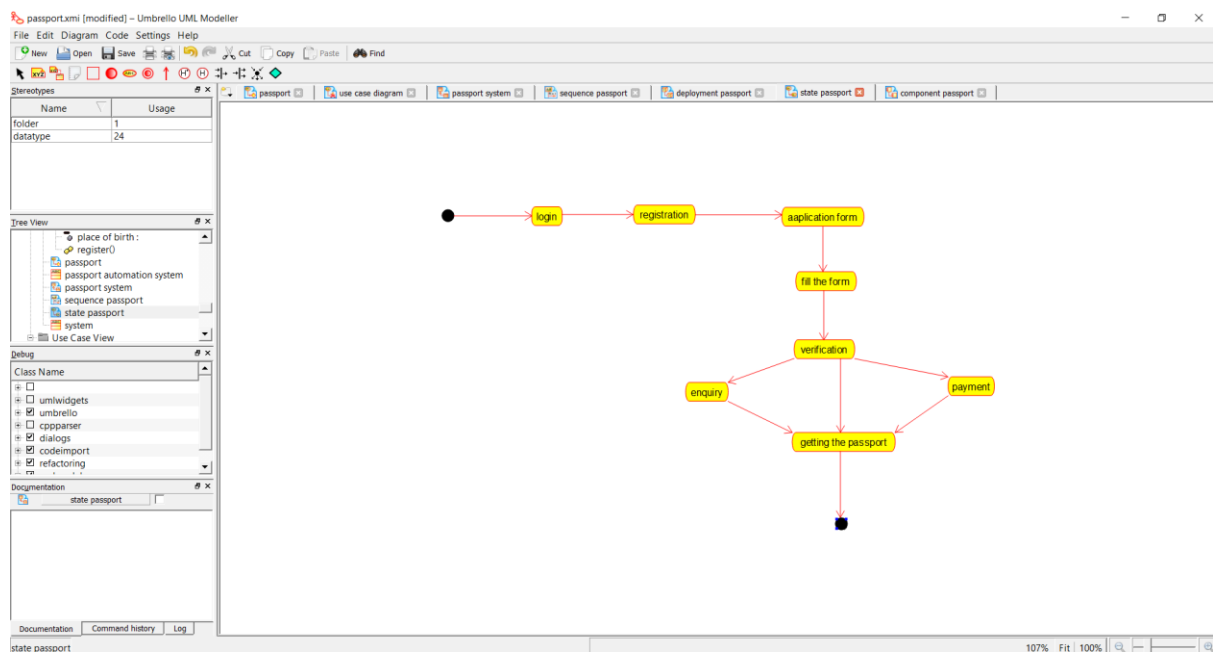 passport.xmi [modified] – Umbrello UML Modeller
File Edit Diagram Code Settings Help
New Open Save Cut Copy Paste Find
XYZ
Stereotypes
Name Usage
folder 1
datatype 24
passport use case diagram passport system sequence passport deployment passport state passport component passport
Tree View
place of birth :
register()
passport
passport automation system
passport system
sequence passport
state passport
system
Use Case View
Debug
Class Name
umlwidgets
umbrello
cppparser
dialogs
codeimport
refactoring
Documentation
state passport
Documentation Command history Log
login registration aaplication form
fill the form
verification
enquiry payment
getting the passport
state passport 107% Fit 100%